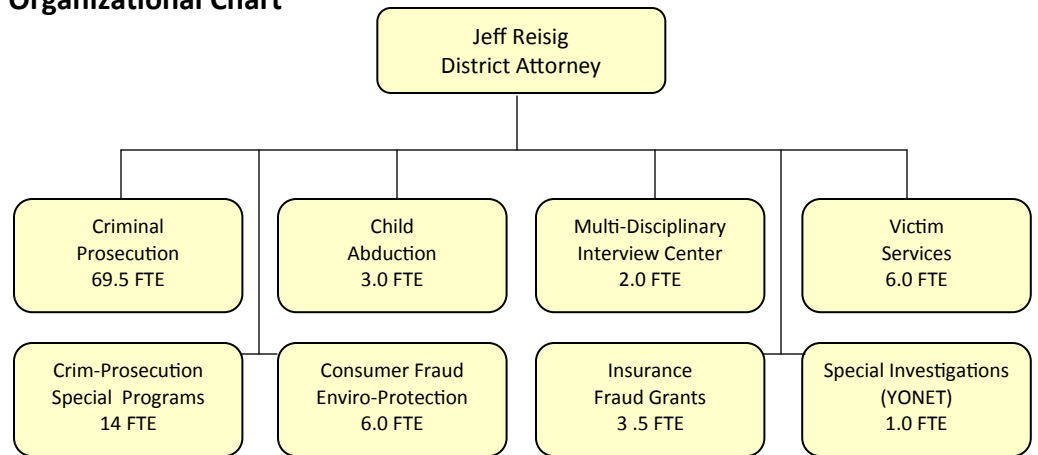 Organizational Chart
Jeff Reisig
District Attorney
Criminal
Prosecution
69.5 FTE
Child
Abduction
3.0 FTE
Multi-Disciplinary
Interview Center
2.0 FTE
Victim
Services
6.0 FTE
Crim-Prosecution
Special Programs
14 FTE
Consumer Fraud
Enviro-Protection
6.0 FTE
Insurance
Fraud Grants
3 .5 FTE
Special Investigations
(YONET)
1.0 FTE